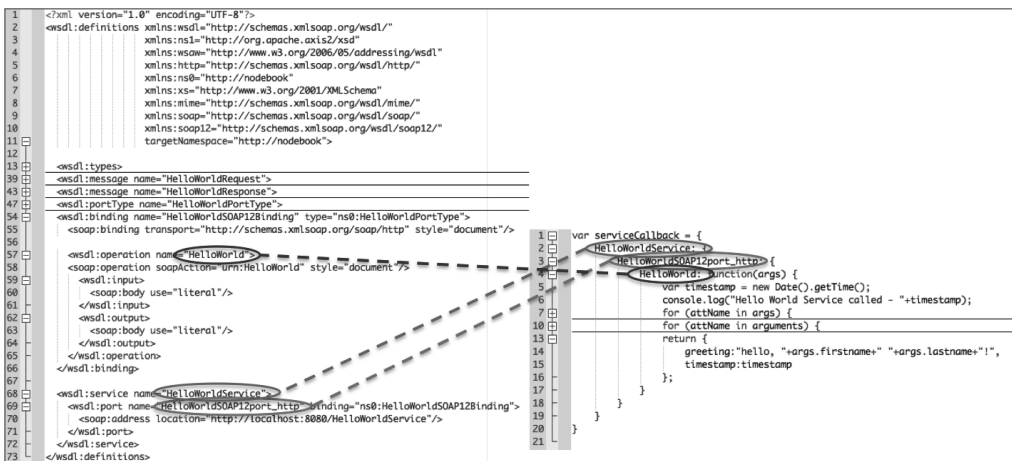 1 <?xml version="1.0" encoding="UTF-8"?>
2 <wsdl:definitions xmlns:wsdl="http://schemas.xmlsoap.org/wsdl/"
3 xmlns:ns1="http://org.apache.axis2/xsd"
4 xmlns:wsaw="http://www.w3.org/2006/05/addressing/wsdl"
5 xmlns:http="http://schemas.xmlsoap.org/wsdl/http/"
6 xmlns:ns0="http://nodebook"
7 xmlns:xs="http://www.w3.org/2001/XMLSchema"
8 xmlns:mime="http://schemas.xmlsoap.org/wsdl/mime/"
9 xmlns:soap="http://schemas.xmlsoap.org/wsdl/soap/"
10 xmlns:soap12="http://schemas.xmlsoap.org/wsdl/soap12/"
11 targetNamespace="http://nodebook">
12
13 <wsdl:types>
39 <wsdl:message name="HelloWorldRequest">
43 <wsdl:message name="HelloWorldResponse">
47 <wsdl:portType name="HelloWorldPortType">
54 <wsdl:binding name="HelloWorldSOAP12Binding" type="ns0:HelloWorldPortType">
55 <soap:binding transport="http://schemas.xmlsoap.org/soap/http" style="document"/>
56
57 <wsdl:operation name="HelloWorld">
58 <soap:operation soapAction="urn:HelloWorld" style="document"/>
59 <wsdl:input>
60 <soap:body use="literal"/>
61 </wsdl:input>
62 <wsdl:output>
63 <soap:body use="literal"/>
64 </wsdl:output>
65 </wsdl:operation>
66 </wsdl:binding>
67
68 <wsdl:service name="HelloWorldService">
69 <wsdl:port name="HelloWorldSOAP12port_http" binding="ns0:HelloWorldSOAP12Binding">
70 <soap:address location="http://localhost:8080/HelloWorldService"/>
71 </wsdl:port>
72 </wsdl:service>
73 </wsdl:definitions>
1 var serviceCallback = {
2 HelloWorldService: {
3 HelloWorldSOAP12port_http: {
4 HelloWorld: function(args) {
5 var timestamp = new Date().getTime();
6 console.log("Hello World Service called - "+timestamp);
7 for (attName in args) {
10 for (attName in arguments) {
13 return {
14 greeting:"hello, "+args.firstname+" "+args.lastname+"!",
15 timestamp:timestamp
16 };
17 }
18 }
19 }
20 }
21